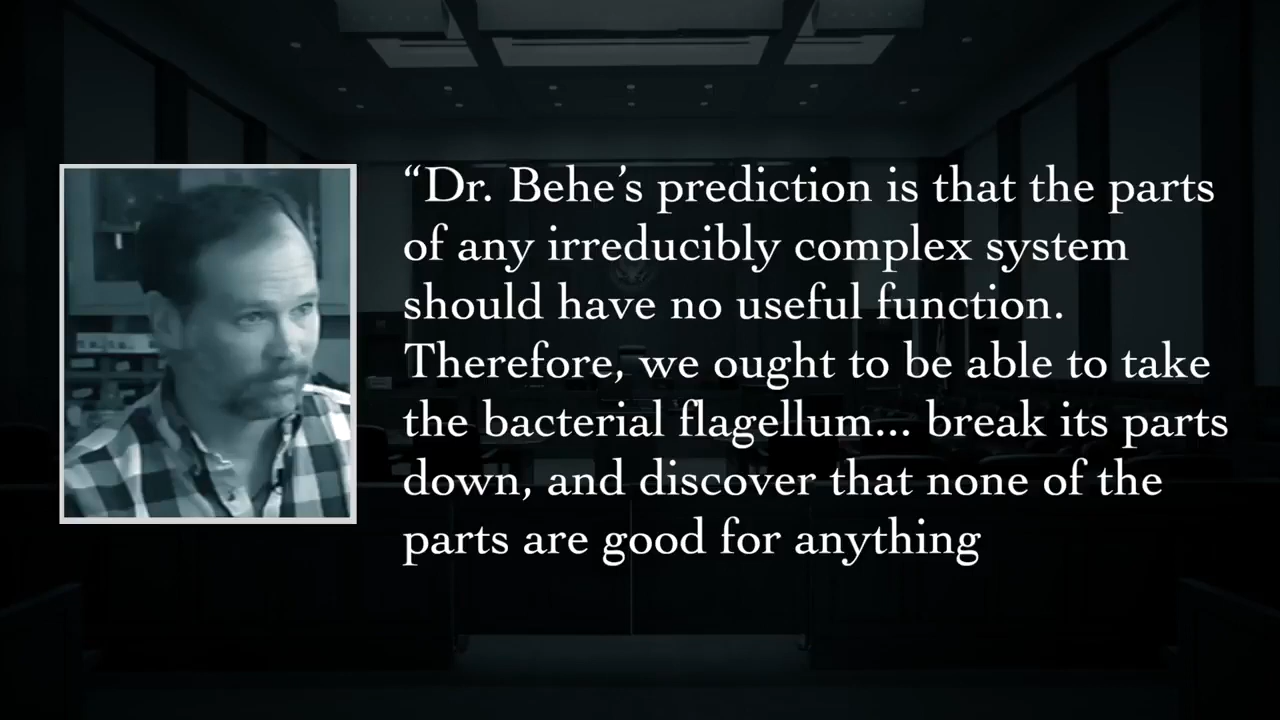 “Dr. Behe’s prediction is that the parts
of any irreducibly complex system
should have no useful function.
Therefore, we ought to be able to take
the bacterial flagellum... break its parts
down, and discover that none of the
parts are good for anything